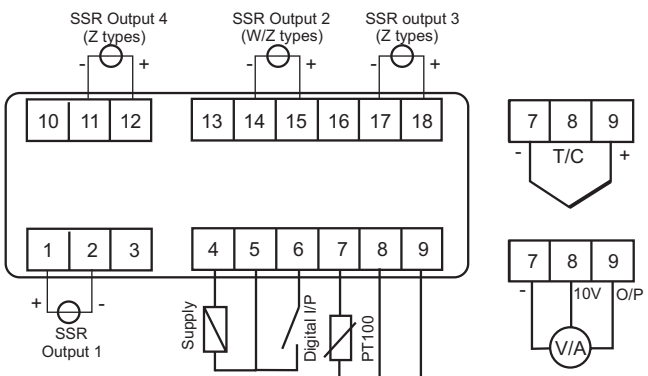 SSR Output 4
(Z types)
SSR Output 2
(W/Z types)
SSR output 3
(Z types)
- +
- +
- +
10 11 12
13 14 15 16 17 18
7 8 9
- T/C +
1 2 3
4 5 6 7 8 9
+ -
SSR
Output 1
Supply
Digital I/P
PT100
7 8 9
- 10V O/P
V/A